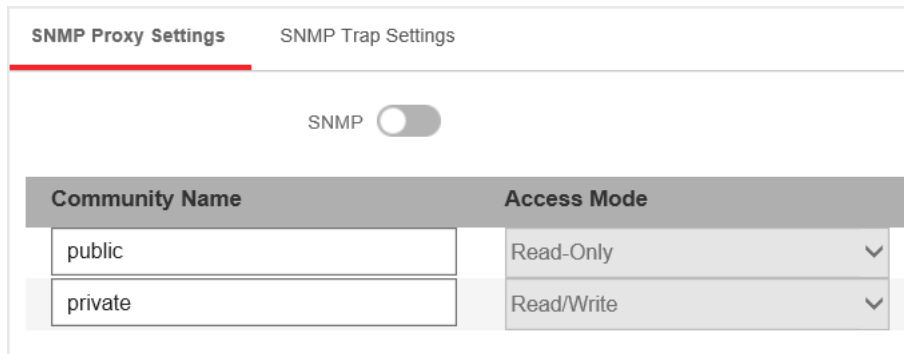 SNMP Proxy Settings SNMP Trap Settings
SNMP
Community Name Access Mode
public Read-Only
private Read/Write